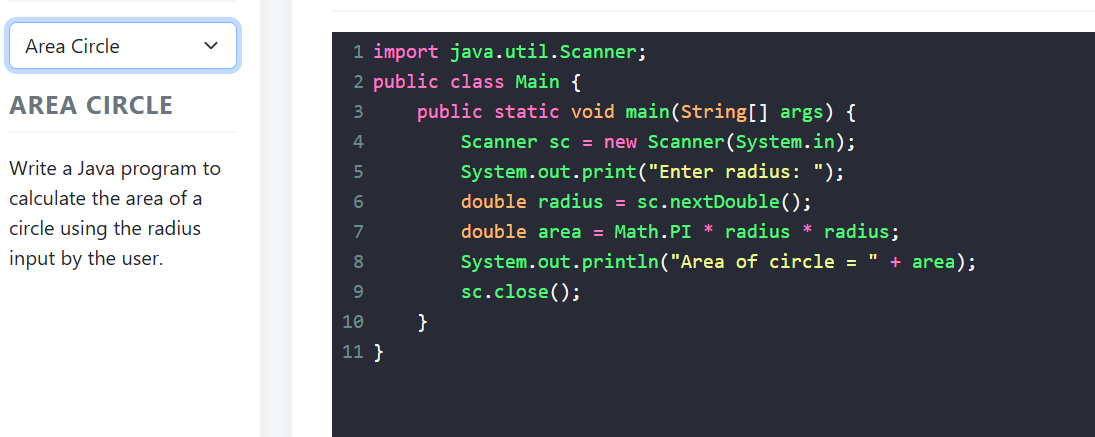 Area Circle
AREA CIRCLE
Write a Java program to
calculate the area of a
circle using the radius
input by the user.
1 import java.util.Scanner;
2 public class Main {
3     public static void main(String[] args) {
4         Scanner sc = new Scanner(System.in);
5         System.out.print("Enter radius: ");
6         double radius = sc.nextDouble();
7         double area = Math.PI * radius * radius;
8         System.out.println("Area of circle = " + area);
9         sc.close();
10     }
11 }